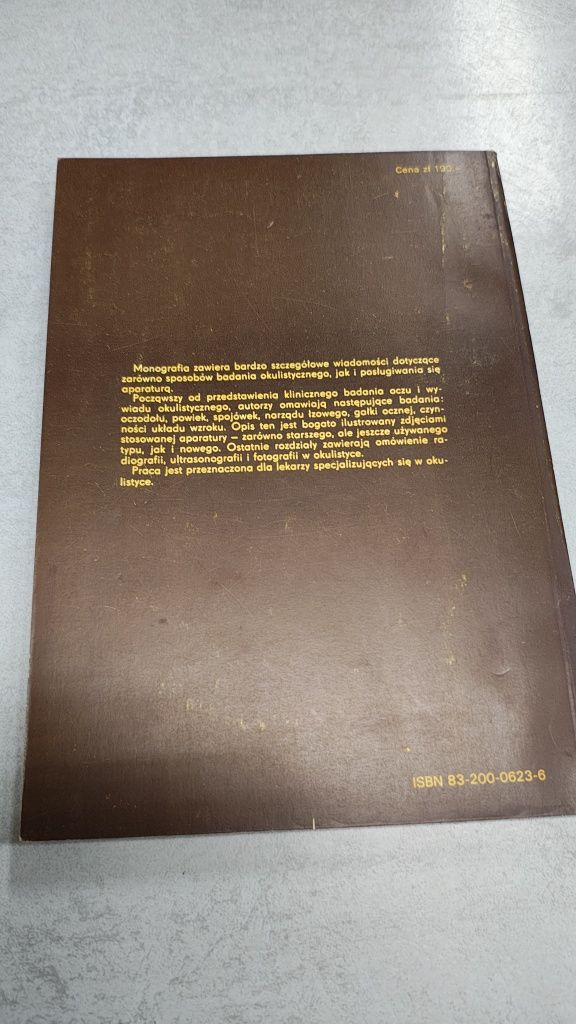 Cena zł 190.–
Monografia zawiera bardzo szczegółowe wiadomości dotyczące
zarówno sposobów badania okulistycznego, jak i posługiwania się
aparaturą.
Począwszy od przedstawienia klinicznego badania oczu i wy-
wiadu okulistycznego, autorzy omawiają następujące badania:
oczodołu, powiek, spojówek, narządu łzowego, gałki ocznej, czyn-
ności układu wzroku. Opis ten jest bogato ilustrowany zdjęciami
stosowanej aparatury – zarówno starszego, ale jeszcze używanego
typu, jak i nowego. Ostatnie rozdziały zawierają omówienie ra-
diografii, ultrasonografii i fotografii w okulistyce.
Praca jest przeznaczona dla lekarzy specjalizujących się w oku-
listyce.
ISBN 83-200-0623-6